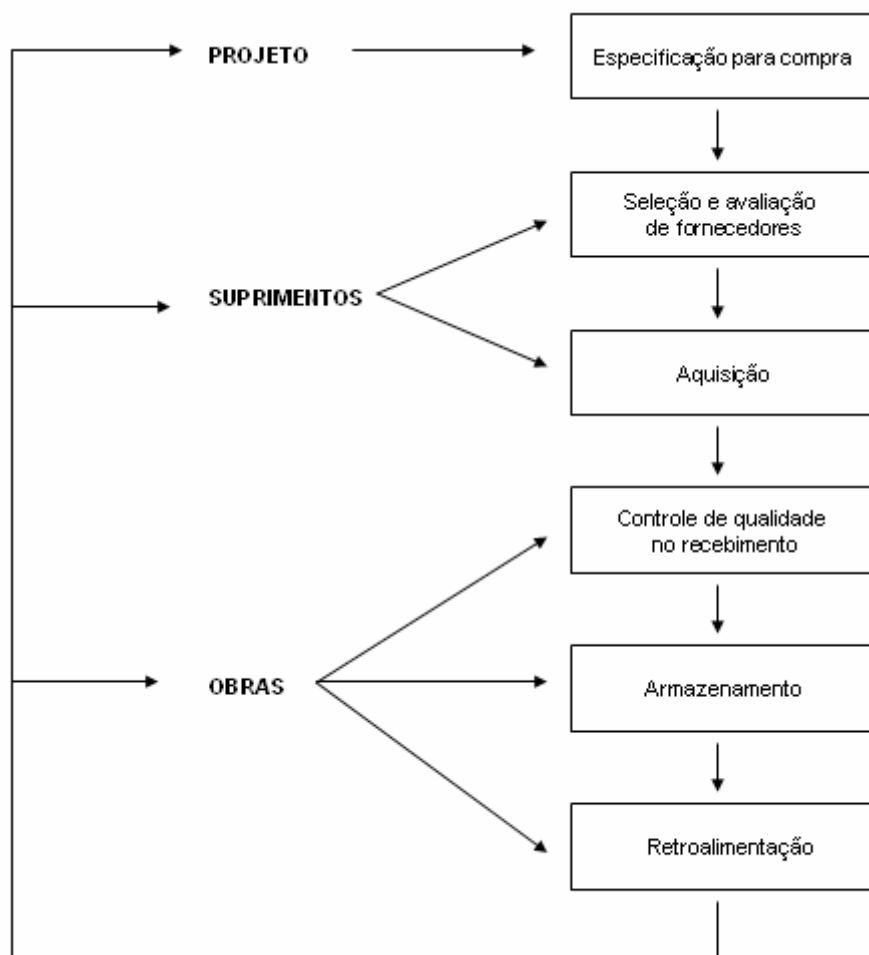 PROJETO
Especificação para compra
Seleção e avaliação
de fornecedores
SUPRIMENTOS
Aquisição
Controle de qualidade
no recebimento
OBRAS
Armazenamento
Retroalimentação